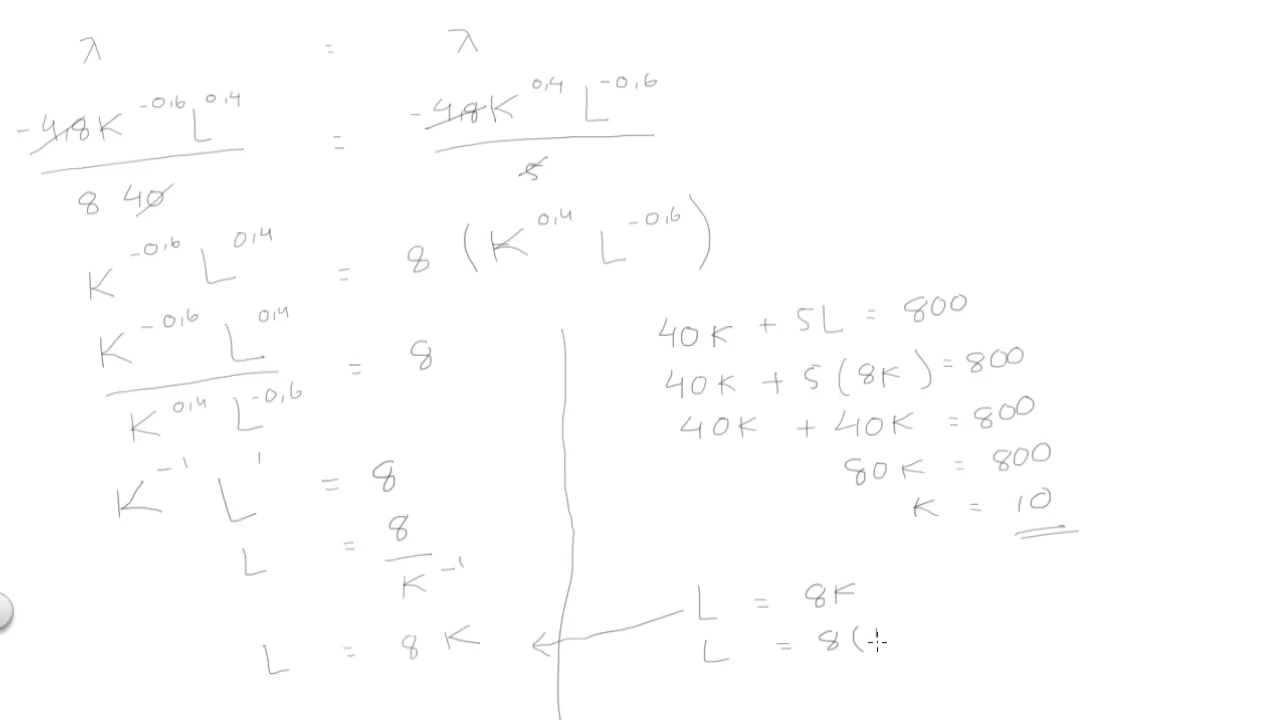 λ = λ
-4,8K^-0,6 L^0,4 / 8 40 = -4,8K^0,4 L^-0,6 / 5
K^-0,6 L^0,4 = 8 (K^0,4 L^-0,6)
K^-0,6 L^0,4 / K^0,4 L^-0,6 = 8
K^-1 L^1 = 8
L = 8 / K^-1
L = 8K
40K + 5L = 800
40K + 5(8K) = 800
40K + 40K = 800
80K = 800
K = 10
L = 8K
L = 8(